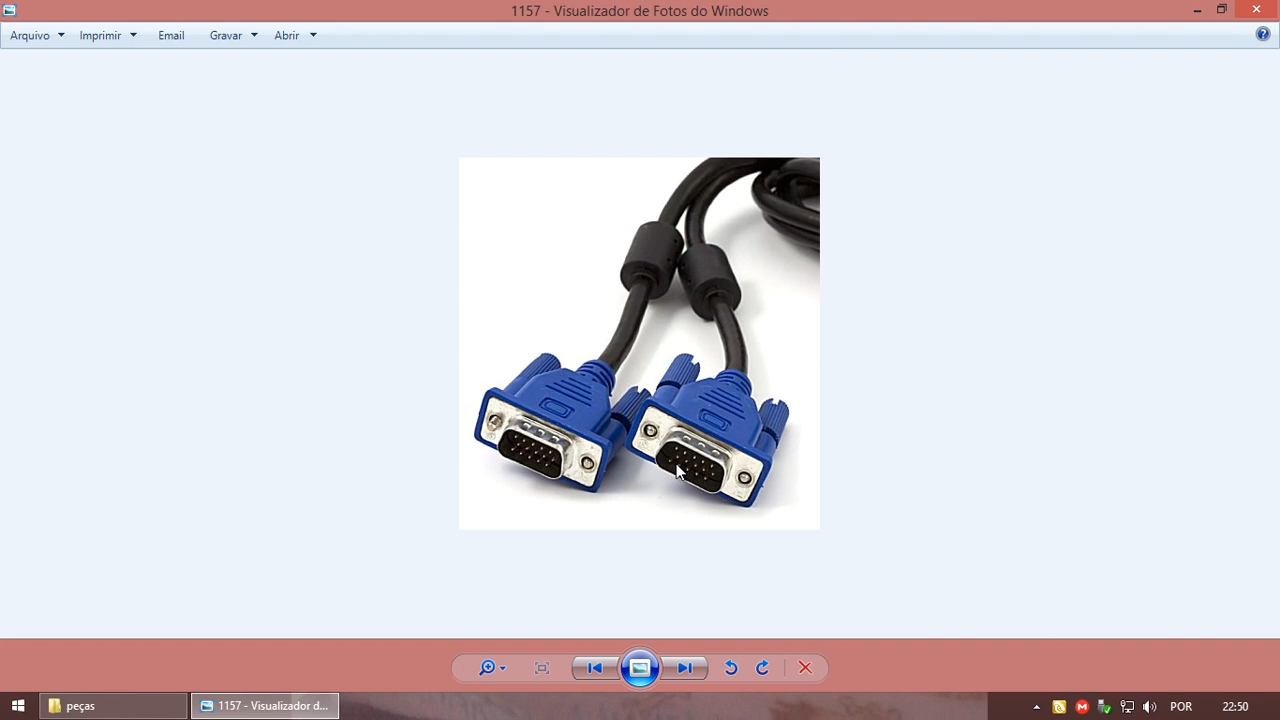 1157 - Visualizador de Fotos do Windows
Arquivo Imprimir Email Gravar Abrir
peças 1157 - Visualizador d... POR 22:50